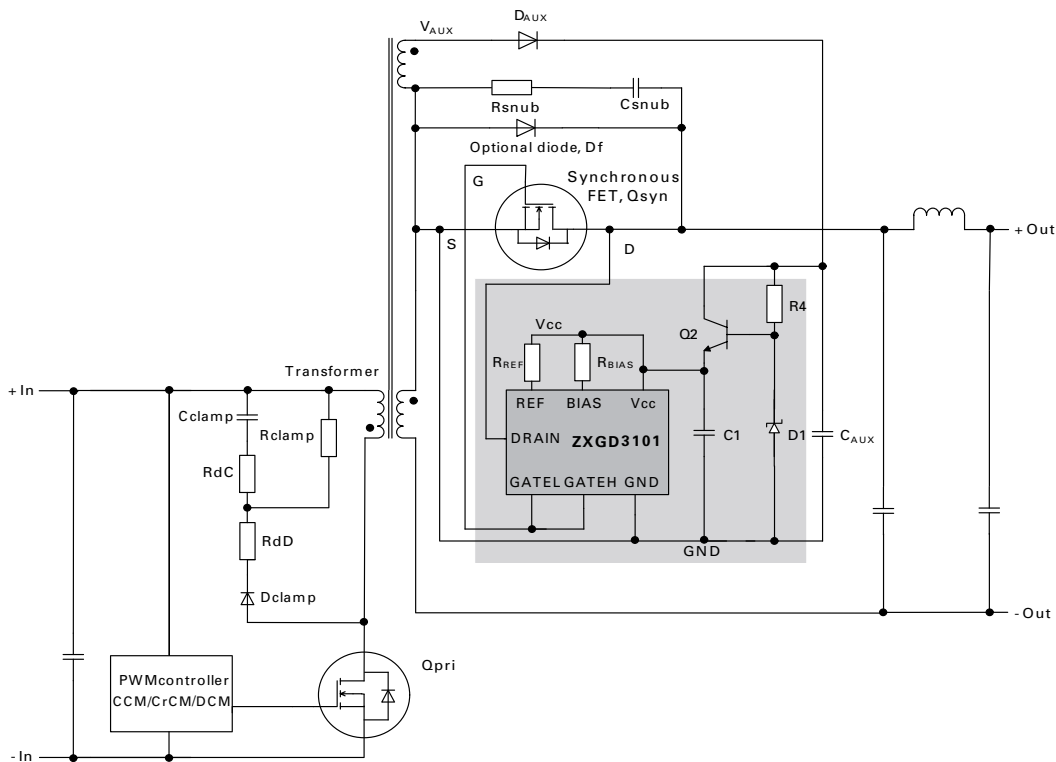 DAUX
VAUX
Rsnub
Csnub
Optional diode, Df
G
Synchronous
FET, Qsyn
S
D
+Out
R4
Q2
Vcc
RREF
RBIAS
Transformer
+In
REF BIAS Vcc
Cclamp
Rclamp
DRAIN ZXGD3101
C1
D1
CAUX
RdC
GATEL GATEH GND
RdD
GND
Dclamp
-Out
Qpri
PWMcontroller
CCM/CrCM/DCM
-In